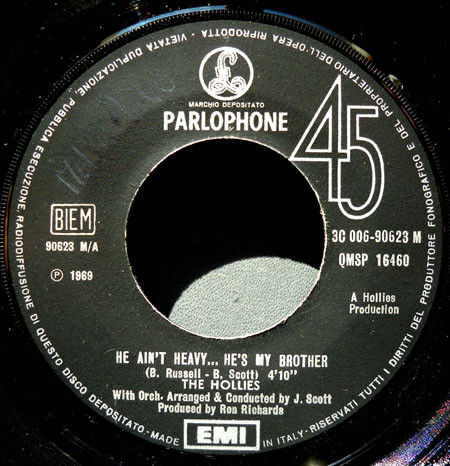 MARCHIO DEPOSITATO
PARLOPHONE
45
BIEM
90623 M/A
℗ 1969
3C 006-90623 M
QMSP 16460
A Hollies
Production
HE AIN'T HEAVY... HE'S MY BROTHER
(B. Russell - B. Scott) 4'10''
THE HOLLIES
With Orch. Arranged & Conducted by J. Scott
Produced by Ron Richards
EMI
MADE IN ITALY - RISERVATI TUTTI I DIRITTI DEL PRODUTTORE FONOGRAFICO E DEL PROPRIETARIO DELL'OPERA RIPRODOTTA - VIETATA DUPLICAZIONE, PUBBLICA ESECUZIONE, RADIODIFFUSIONE DI QUESTO DISCO DEPOSITATO -